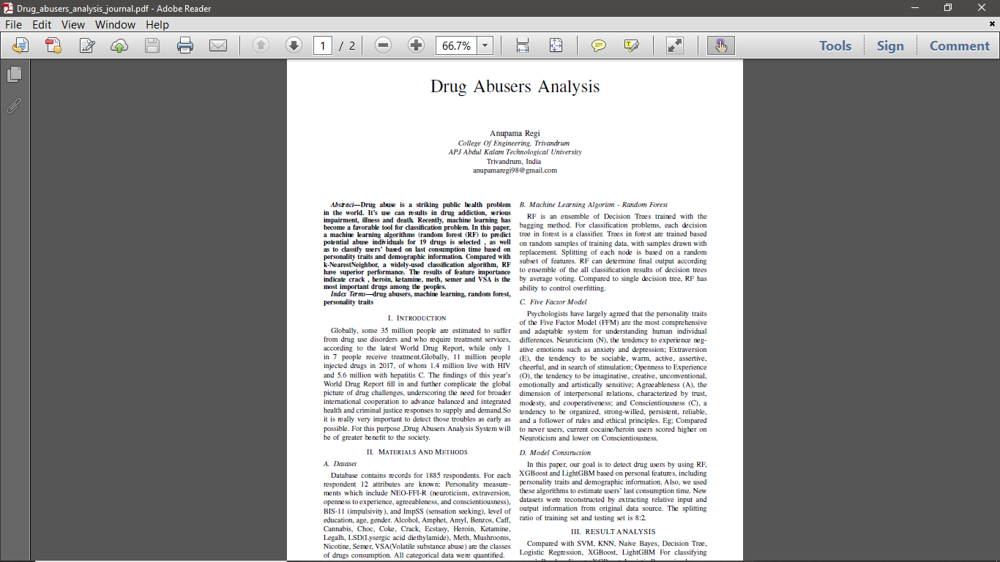 Drug_abusers_analysis_journal.pdf - Adobe Reader
File Edit View Window Help
1 / 2
66.7%
Tools Sign Comment
Drug Abusers Analysis
Anupama Regi
College Of Engineering, Trivandrum
APJ Abdul Kalam Technological University
Trivandrum, India
anupamaregi98@gmail.com
Abstract—Drug abuse is a striking public health problem
in the world. It's use can results in drug addiction, serious
impairment, illness and death. Recently, machine learning has
become a favorable tool for classification problem. In this paper,
a machine learning algorithms (random forest (RF) to predict
potential abuse individuals for 19 drugs is selected , as well
as to classify users' based on last consumption time based on
personality traits and demographic information. Compared with
k-NearestNeighbor, a widely-used classification algorithm, RF
have superior performance. The results of feature importance
indicate crack , heroin, ketamine, meth, semer and VSA is the
most important drugs among the peoples.
Index Terms—drug abusers, machine learning, random forest,
personality traits
I. Introduction
Globally, some 35 million people are estimated to suffer
from drug use disorders and who require treatment services,
according to the latest World Drug Report, while only 1
in 7 people receive treatment.Globally, 11 million people
injected drugs in 2017, of whom 1.4 million live with HIV
and 5.6 million with hepatitis C. The findings of this year's
World Drug Report fill in and further complicate the global
picture of drug challenges, underscoring the need for broader
international cooperation to advance balanced and integrated
health and criminal justice responses to supply and demand.So
it is really very important to detect those troubles as early as
possible. For this purpose ,Drug Abusers Analysis System will
be of greater benefit to the society.
II. Materials And Methods
A. Dataset
Database contains records for 1885 respondents. For each
respondent 12 attributes are known: Personality measure-
ments which include NEO-FFI-R (neuroticism, extraversion,
openness to experience, agreeableness, and conscientiousness),
BIS-11 (impulsivity), and ImpSS (sensation seeking), level of
education, age, gender. Alcohol, Amphet, Amyl, Benzos, Caff,
Cannabis, Choc, Coke, Crack, Ecstasy, Heroin, Ketamine,
Legalh, LSD(Lysergic acid diethylamide), Meth, Mushrooms,
Nicotine, Semer, VSA(Volatile substance abuse) are the classes
of drugs consumption. All categorical data were quantified.
B. Machine Learning Algoritm - Random Forest
RF is an ensemble of Decision Trees trained with the
bagging method. For classification problems, each decision
tree in forest is a classifier. Trees in forest are trained based
on random samples of training data, with samples drawn with
replacement. Splitting of each node is based on a random
subset of features. RF can determine final output according
to ensemble of the all classification results of decision trees
by average voting. Compared to single decision tree, RF has
ability to control overfitting.
C. Five Factor Model
Psychologists have largely agreed that the personality traits
of the Five Factor Model (FFM) are the most comprehensive
and adaptable system for understanding human individual
differences. Neuroticism (N), the tendency to experience neg-
ative emotions such as anxiety and depression; Extraversion
(E), the tendency to be sociable, warm, active, assertive,
cheerful, and in search of stimulation; Openness to Experience
(O), the tendency to be imaginative, creative, unconventional,
emotionally and artistically sensitive; Agreeableness (A), the
dimension of interpersonal relations, characterized by trust,
modesty, and cooperativeness; and Conscientiousness (C), a
tendency to be organized, strong-willed, persistent, reliable,
and a follower of rules and ethical principles. Eg; Compared
to never users, current cocaine/heroin users scored higher on
Neuroticism and lower on Conscientiousness.
D. Model Construction
In this paper, our goal is to detect drug users by using RF,
XGBoost and LightGBM based on personal features, including
personality traits and demographic information. Also, we used
these algorithms to estimate users' last consumption time. New
datasets were reconstructed by extracting relative input and
output information from original data source. The splitting
ratio of training set and testing set is 8:2.
III. RESULT ANALYSIS
Compared with SVM, KNN, Naive Bayes, Decision Tree,
Logistic Regression, XGBoost, LightGBM For classifying